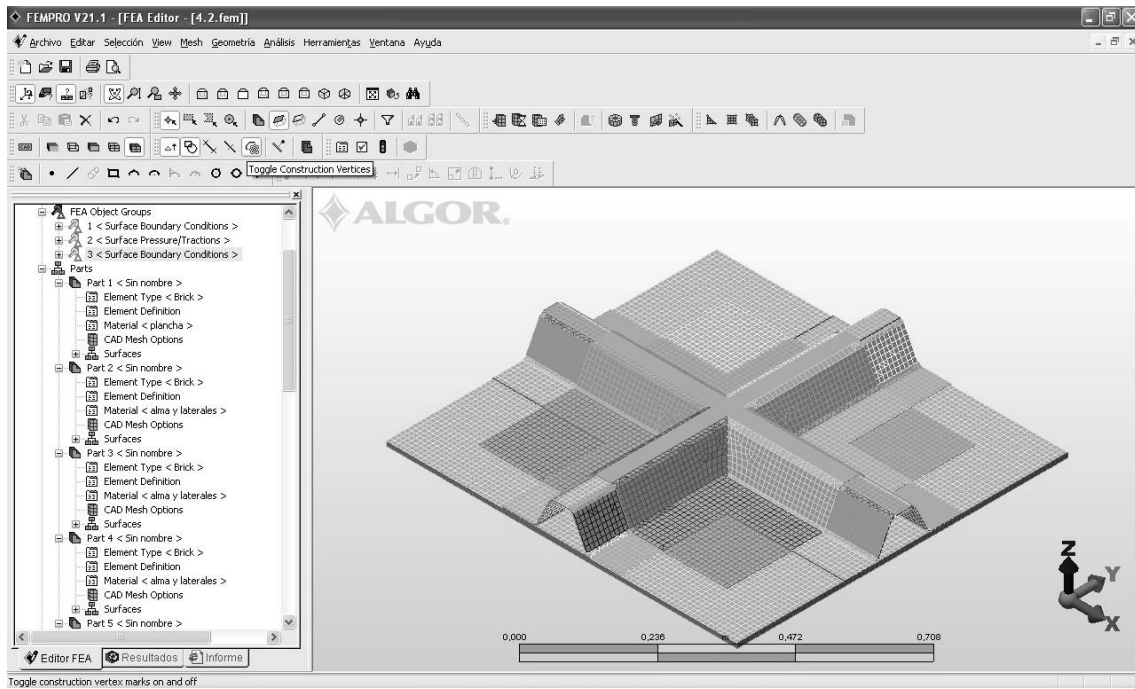 FEMPRO V21.1 - [FEA Editor - [4.2.fem]]
Archivo Editar Selección View Mesh Geometría Análisis Herramientas Ventana Ayuda
Toggle Construction Vertices
FEA Object Groups
1 < Surface Boundary Conditions >
2 < Surface Pressure/Tractions >
3 < Surface Boundary Conditions >
Parts
Part 1 < Sin nombre >
Element Type < Brick >
Element Definition
Material < plancha >
CAD Mesh Options
Surfaces
Part 2 < Sin nombre >
Element Type < Brick >
Element Definition
Material < alma y laterales >
CAD Mesh Options
Surfaces
Part 3 < Sin nombre >
Element Type < Brick >
Element Definition
Material < alma y laterales >
CAD Mesh Options
Surfaces
Part 4 < Sin nombre >
Element Type < Brick >
Element Definition
Material < alma y laterales >
CAD Mesh Options
Surfaces
Part 5 < Sin nombre >
Editor FEA Resultados Informe
Toggle construction vertex marks on and off
ALGOR.
Z
Y
X
0,000 0,236 m 0,472 0,708